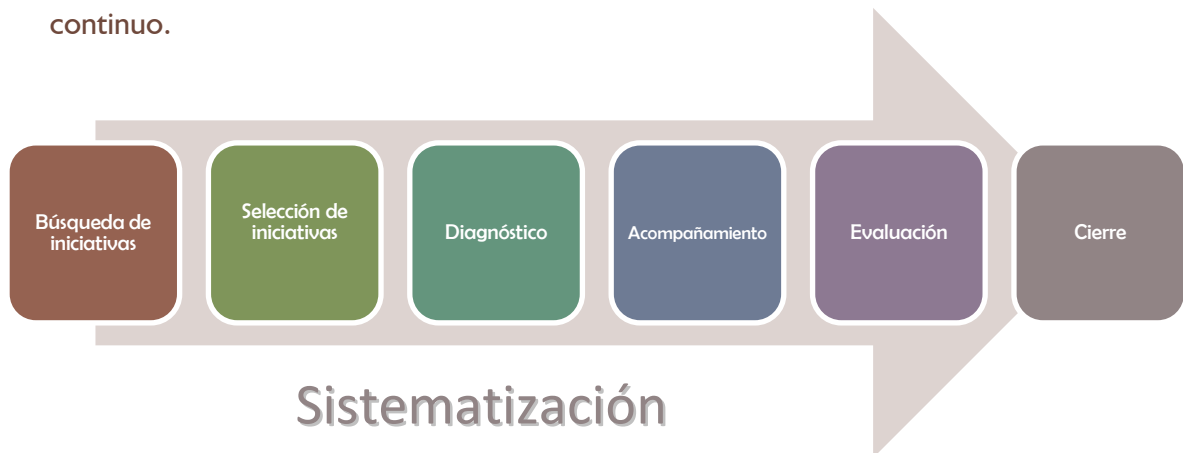 continuo.
Búsqueda de
iniciativas
Selección de
iniciativas
Diagnóstico
Acompañamiento
Evaluación
Cierre
Sistematización